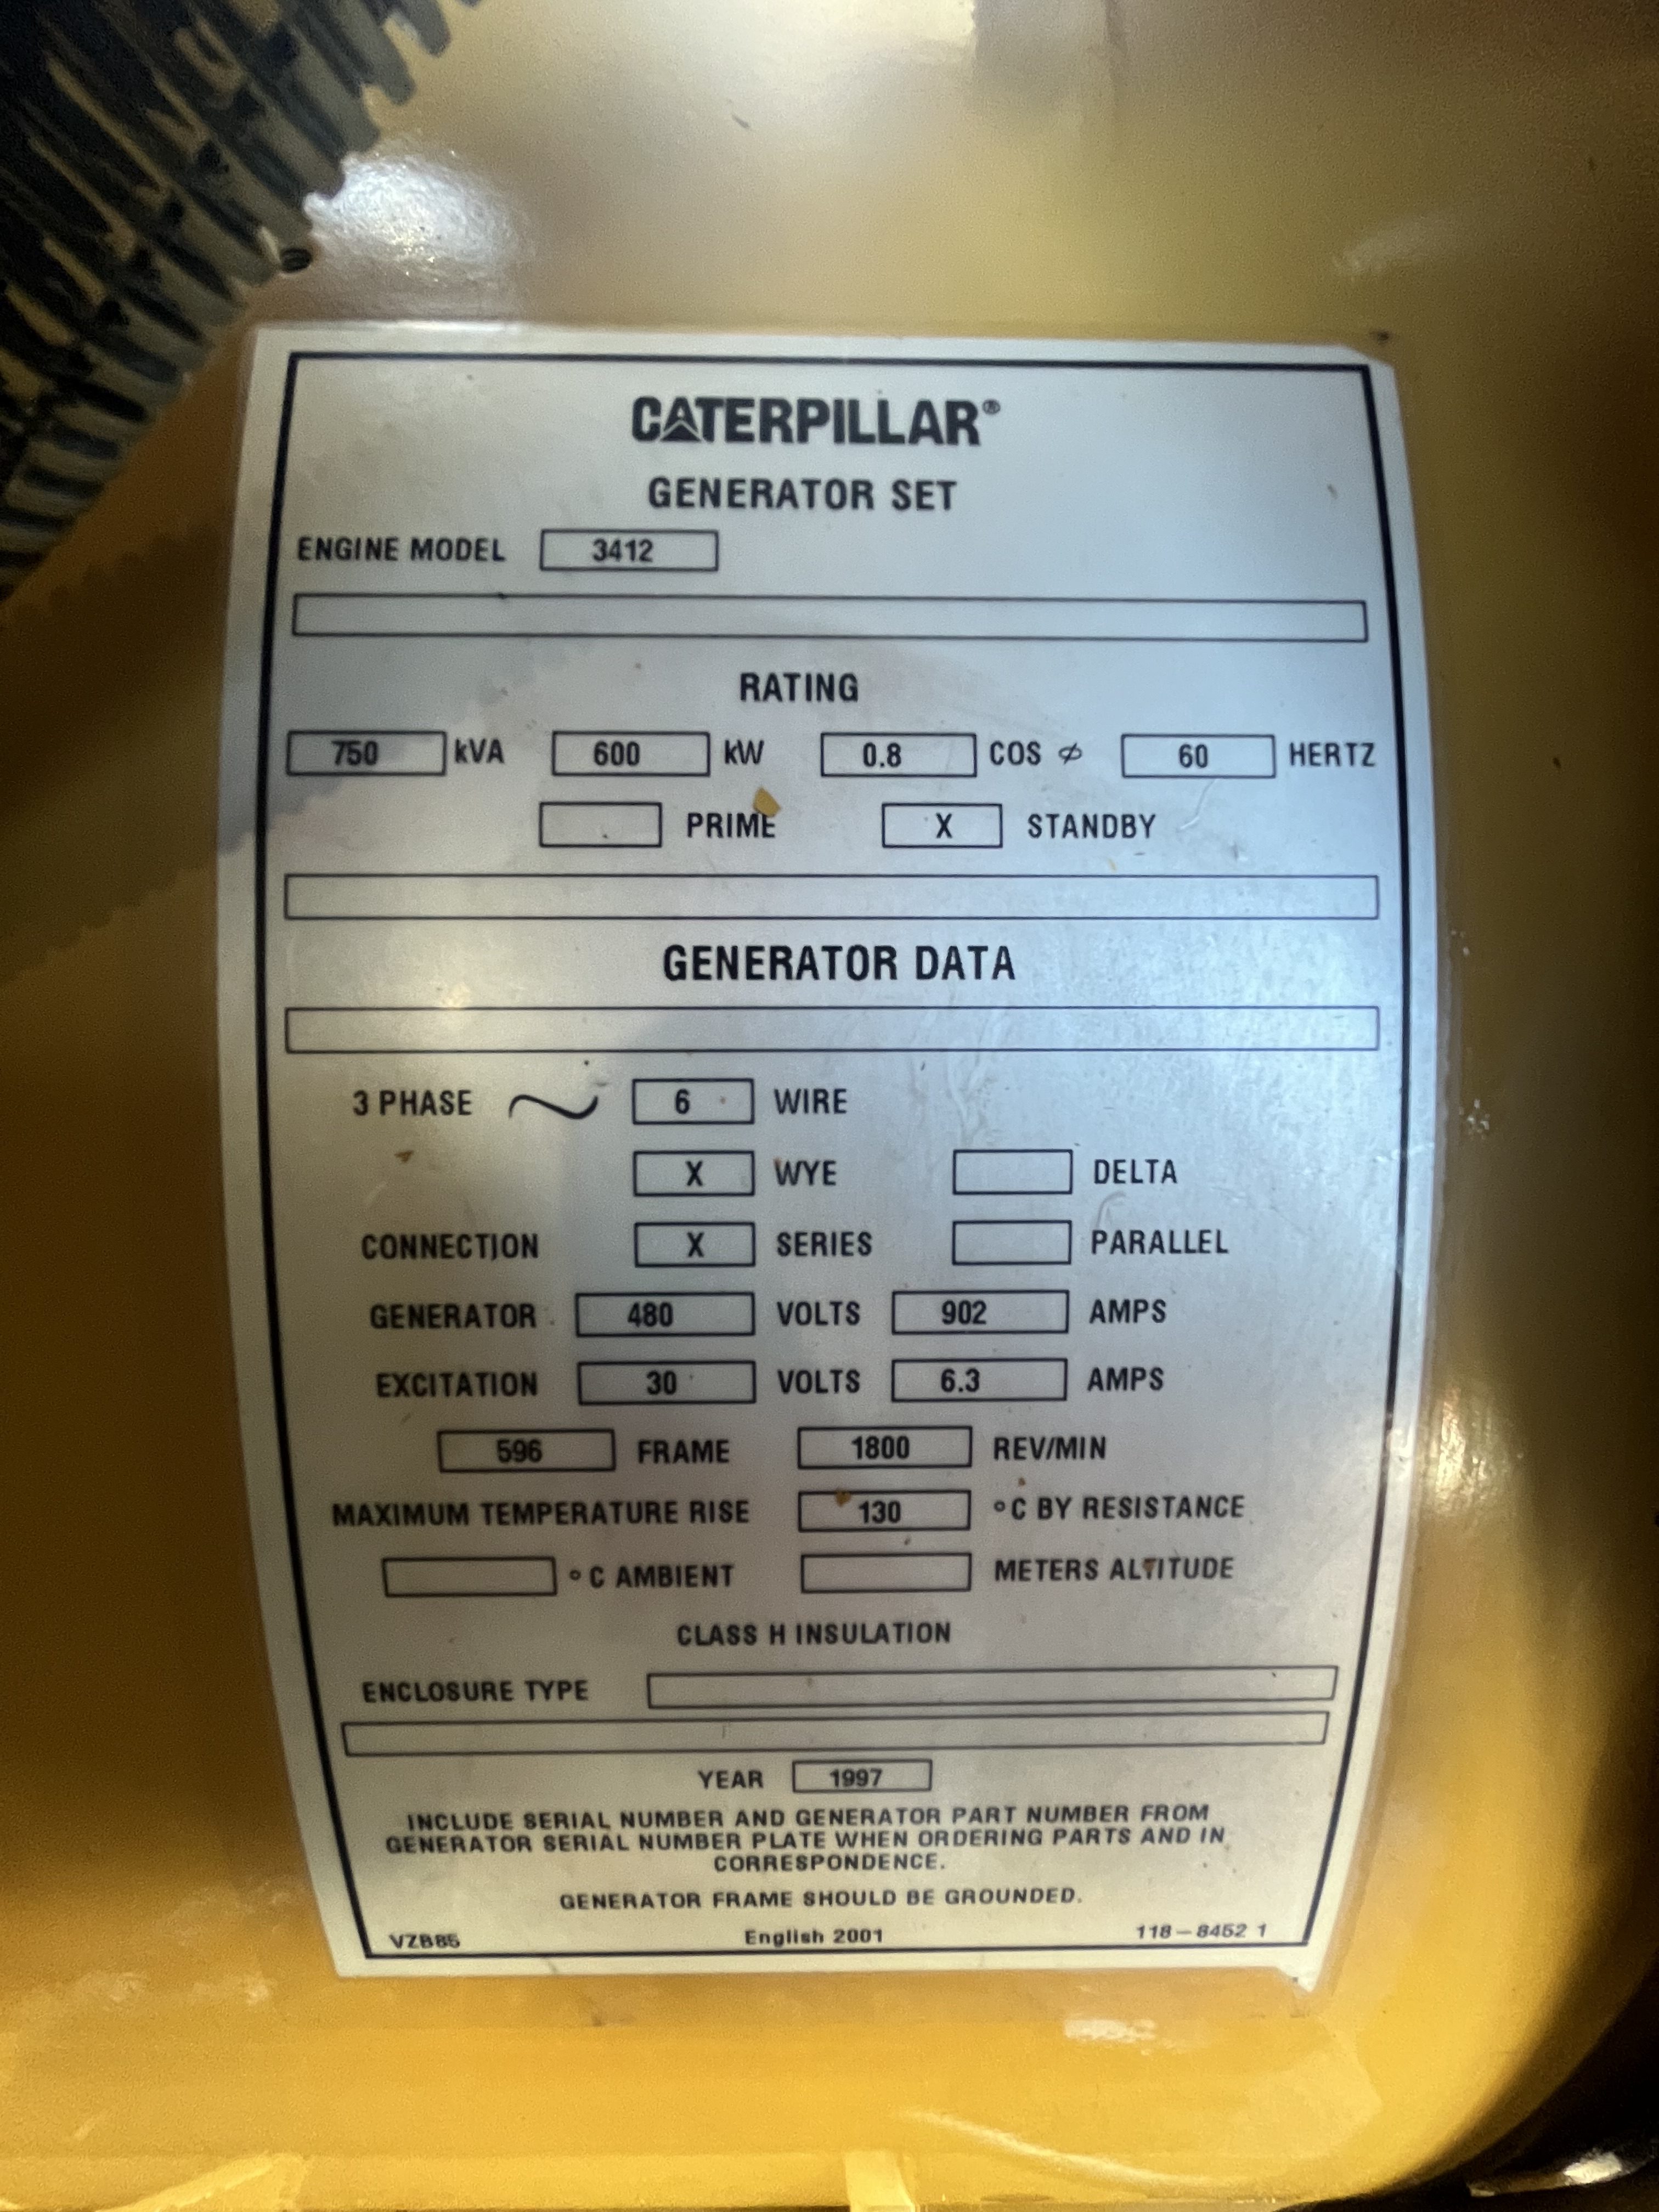 CATERPILLAR®
GENERATOR SET
ENGINE MODEL 3412
RATING
750 kVA 600 kW 0.8 COS ⌀ 60 HERTZ
PRIME X STANDBY
GENERATOR DATA
3 PHASE ~ 6 WIRE
X WYE DELTA
CONNECTION X SERIES PARALLEL
GENERATOR 480 VOLTS 902 AMPS
EXCITATION 30 VOLTS 6.3 AMPS
596 FRAME 1800 REV/MIN
MAXIMUM TEMPERATURE RISE 130 °C BY RESISTANCE
°C AMBIENT METERS ALTITUDE
CLASS H INSULATION
ENCLOSURE TYPE
YEAR 1997
INCLUDE SERIAL NUMBER AND GENERATOR PART NUMBER FROM
GENERATOR SERIAL NUMBER PLATE WHEN ORDERING PARTS AND IN
CORRESPONDENCE.
GENERATOR FRAME SHOULD BE GROUNDED.
VZB85 English 2001 118-8452 1